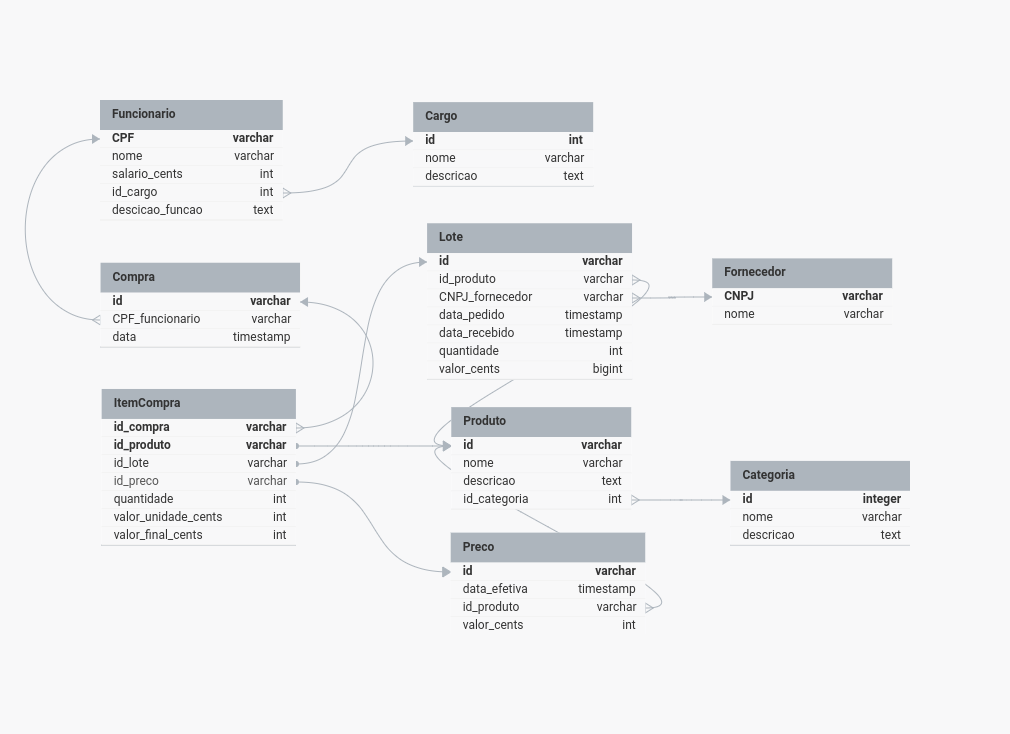 Funcionario
CPF varchar
nome varchar
salario_cents int
id_cargo int
descicao_funcao text
Cargo
id int
nome varchar
descricao text
Lote
id varchar
id_produto varchar
CNPJ_fornecedor varchar
data_pedido timestamp
data_recebido timestamp
quantidade int
valor_cents bigint
Fornecedor
CNPJ varchar
nome varchar
Compra
id varchar
CPF_funcionario varchar
data timestamp
ItemCompra
id_compra varchar
id_produto varchar
id_lote varchar
id_preco varchar
quantidade int
valor_unidade_cents int
valor_final_cents int
Produto
id varchar
nome varchar
descricao text
id_categoria int
Categoria
id integer
nome varchar
descricao text
Preco
id varchar
data_efetiva timestamp
id_produto varchar
valor_cents int